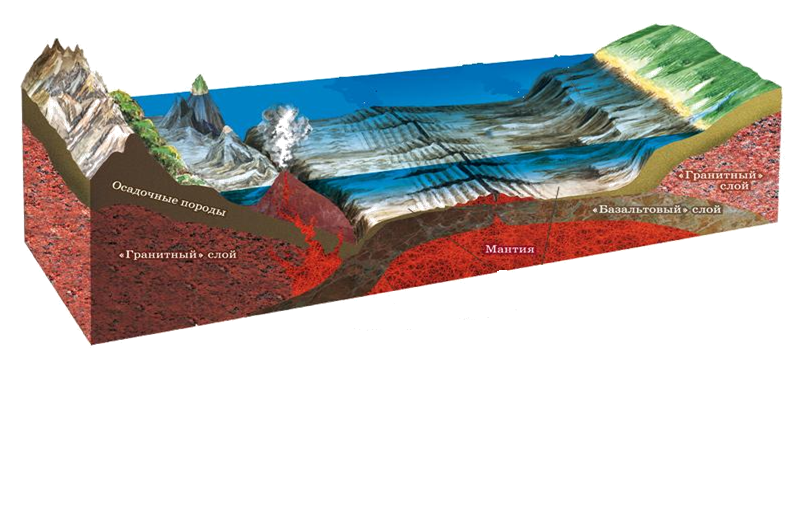 Осадочные породы
«Гранитный» слой
«Гранитный»
слой
«Базальтовый» слой
Мантия